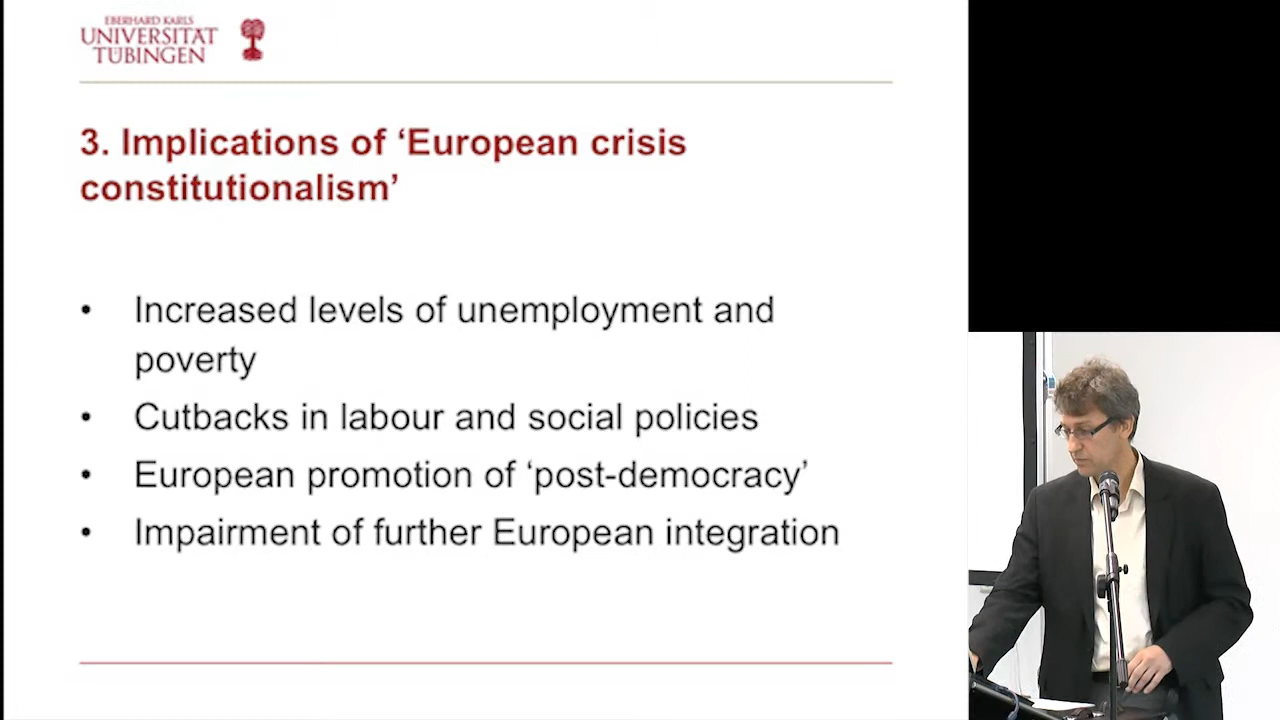 EBERHARD KARLS
UNIVERSITÄT
TÜBINGEN
3. Implications of ‘European crisis
constitutionalism’
• Increased levels of unemployment and
poverty
• Cutbacks in labour and social policies
• European promotion of ‘post-democracy’
• Impairment of further European integration